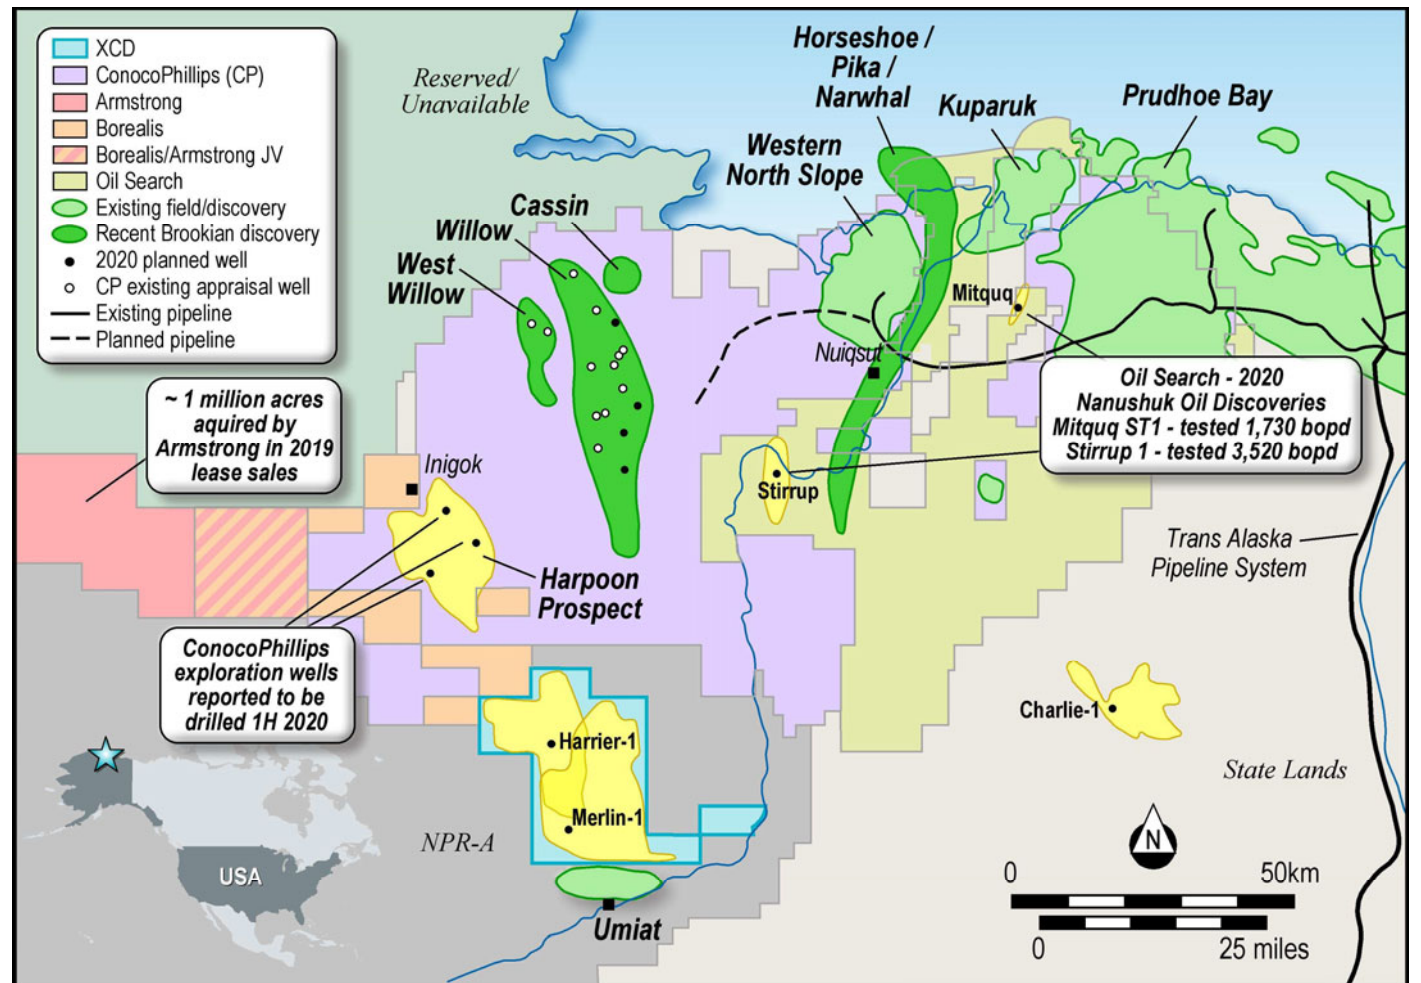 XCD
ConocoPhillips (CP)
Armstrong
Borealis
Borealis/Armstrong JV
Oil Search
Existing field/discovery
Recent Brookian discovery
2020 planned well
CP existing appraisal well
Existing pipeline
Planned pipeline
Reserved/
Unavailable
Horseshoe /
Pika /
Narwhal
Kuparuk
Prudhoe Bay
Western
North Slope
Cassin
Willow
West
Willow
Mitquq
Nuiqsut
~ 1 million acres
aquired by
Armstrong in 2019
lease sales
Oil Search - 2020
Nanushuk Oil Discoveries
Mitquq ST1 - tested 1,730 bopd
Stirrup 1 - tested 3,520 bopd
Inigok
Stirrup
Trans Alaska
Pipeline System
Harpoon
Prospect
ConocoPhillips
exploration wells
reported to be
drilled 1H 2020
Charlie-1
Harrier-1
State Lands
Merlin-1
NPR-A
USA
N
Umiat
0
50km
0
25 miles